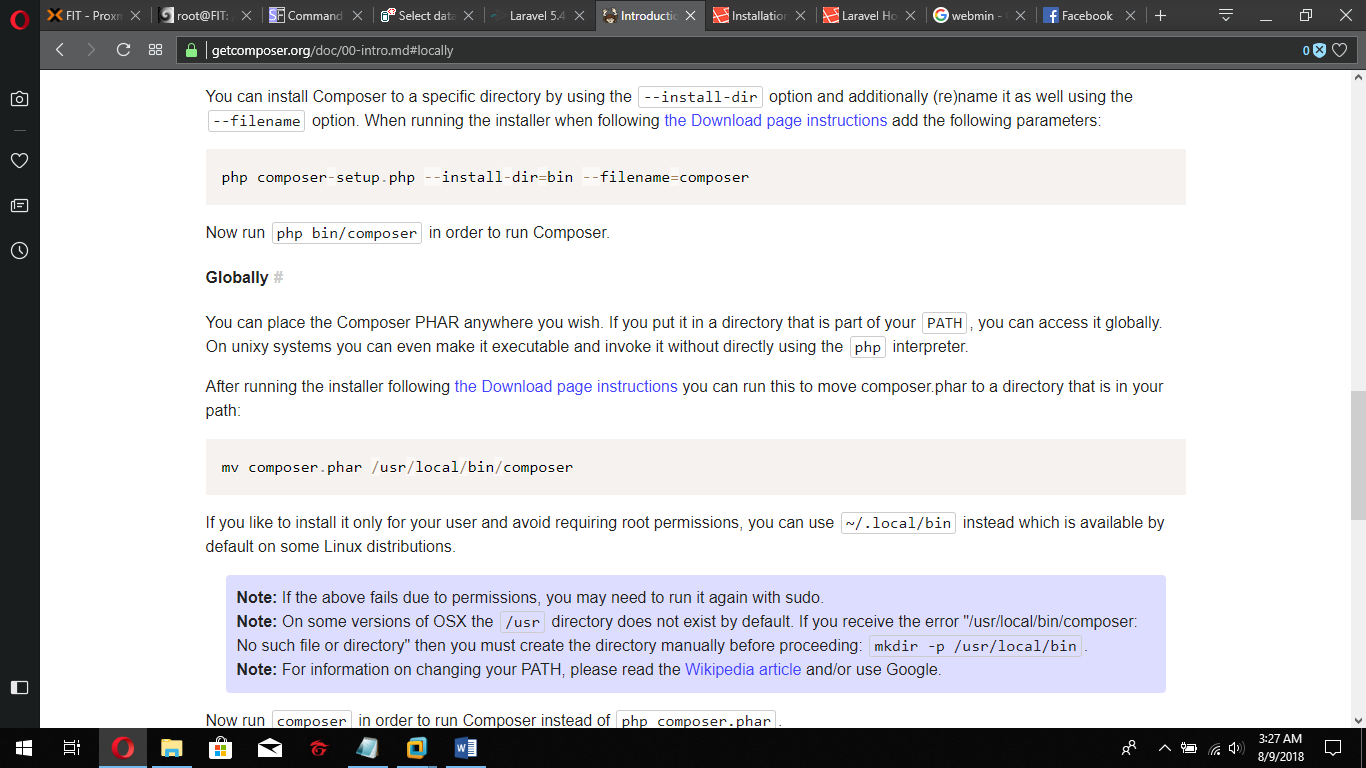 FIT - Proxm
root@FIT: /
Command
Select data
Laravel 5.4
Introductio
Installation
Laravel Ho
webmin -
Facebook
getcomposer.org/doc/00-intro.md#locally
0
You can install Composer to a specific directory by using the --install-dir option and additionally (re)name it as well using the
--filename option. When running the installer when following the Download page instructions add the following parameters:
php composer-setup.php --install-dir=bin --filename=composer
Now run php bin/composer in order to run Composer.
Globally #
You can place the Composer PHAR anywhere you wish. If you put it in a directory that is part of your PATH, you can access it globally.
On unixy systems you can even make it executable and invoke it without directly using the php interpreter.
After running the installer following the Download page instructions you can run this to move composer.phar to a directory that is in your
path:
mv composer.phar /usr/local/bin/composer
If you like to install it only for your user and avoid requiring root permissions, you can use ~/.local/bin instead which is available by
default on some Linux distributions.
Note: If the above fails due to permissions, you may need to run it again with sudo.
Note: On some versions of OSX the /usr directory does not exist by default. If you receive the error "/usr/local/bin/composer:
No such file or directory" then you must create the directory manually before proceeding: mkdir -p /usr/local/bin.
Note: For information on changing your PATH, please read the Wikipedia article and/or use Google.
Now run composer in order to run Composer instead of php composer.phar.
3:27 AM
8/9/2018